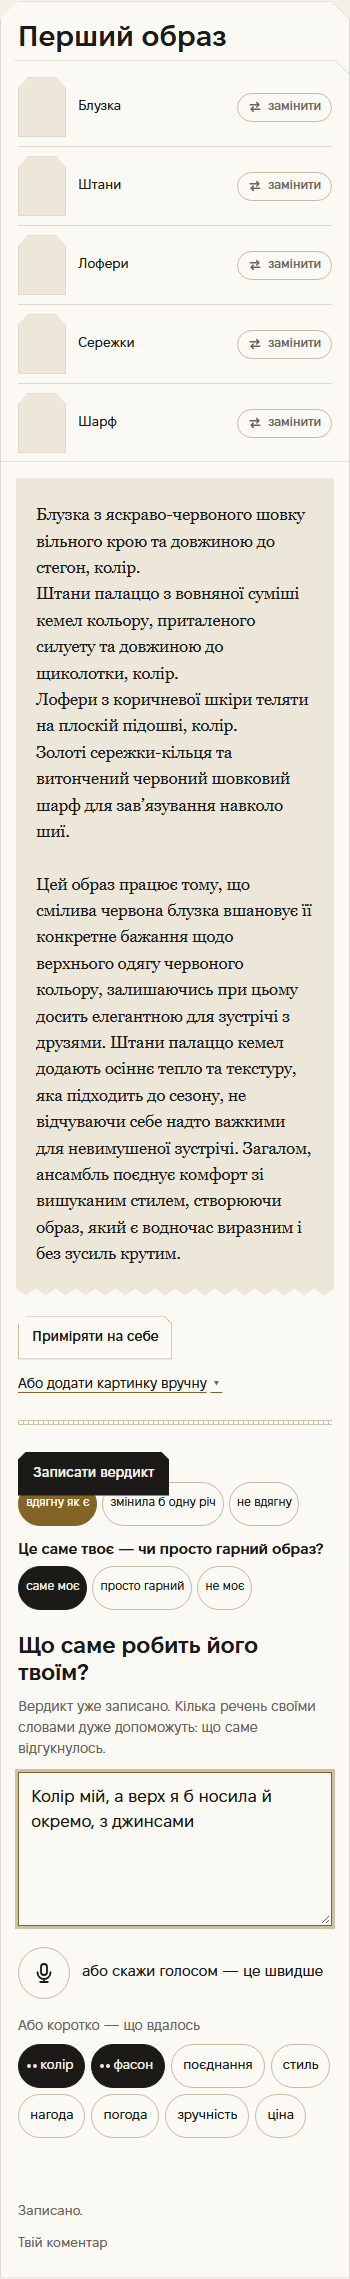 Перший образ
Блузка
замінити
Штани
замінити
Лофери
замінити
Сережки
замінити
Шарф
замінити
Блузка з яскраво-червоного шовку
вільного крою та довжиною до
стегон, колір.
Штани палаццо з вовняної суміші
кемел кольору, приталеного
силуету та довжиною до
щиколотки, колір.
Лофери з коричневої шкіри теляти
на плоскій підошві, колір.
Золоті сережки-кільця та
витончений червоний шовковий
шарф для зав’язування навколо
шиї.
Цей образ працює тому, що
смілива червона блузка вшановує її
конкретне бажання щодо
верхнього одягу червоного
кольору, залишаючись при цьому
досить елегантною для зустрічі з
друзями. Штани палаццо кемел
додають осіннє тепло та текстуру,
яка підходить до сезону, не
відчуваючи себе надто важкими
для невимушеної зустрічі. Загалом,
ансамбль поєднує комфорт зі
вишуканим стилем, створюючи
образ, який є водночас виразним і
без зусиль крутим.
Приміряти на себе
Або додати картинку вручну
Записати вердикт
вдягну як є
змінила б одну річ
не вдягну
Це саме твоє — чи просто гарний образ?
саме моє
просто гарний
не моє
Що саме робить його
твоїм?
Вердикт уже записано. Кілька речень своїми
словами дуже допоможуть: що саме
відгукнулось.
Колір мій, а верх я б носила й
окремо, з джинсами
або скажи голосом — це швидше
Або коротко — що вдалось
колір
фасон
поєднання
стиль
нагода
погода
зручність
ціна
Записано.
Твій коментар